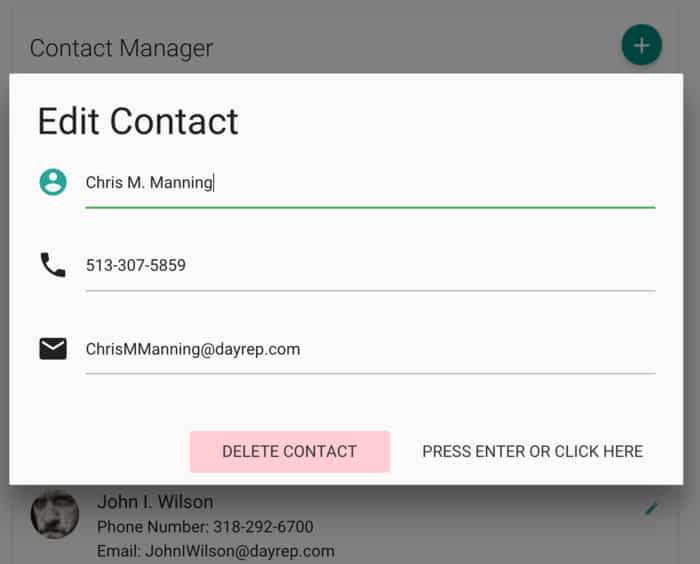 Contact Manager
Edit Contact
Chris M. Manning
513-307-5859
ChrisMManning@dayrep.com
DELETE CONTACT PRESS ENTER OR CLICK HERE
John I. Wilson
Phone Number: 318-292-6700
Email: JohnIWilson@dayrep.com